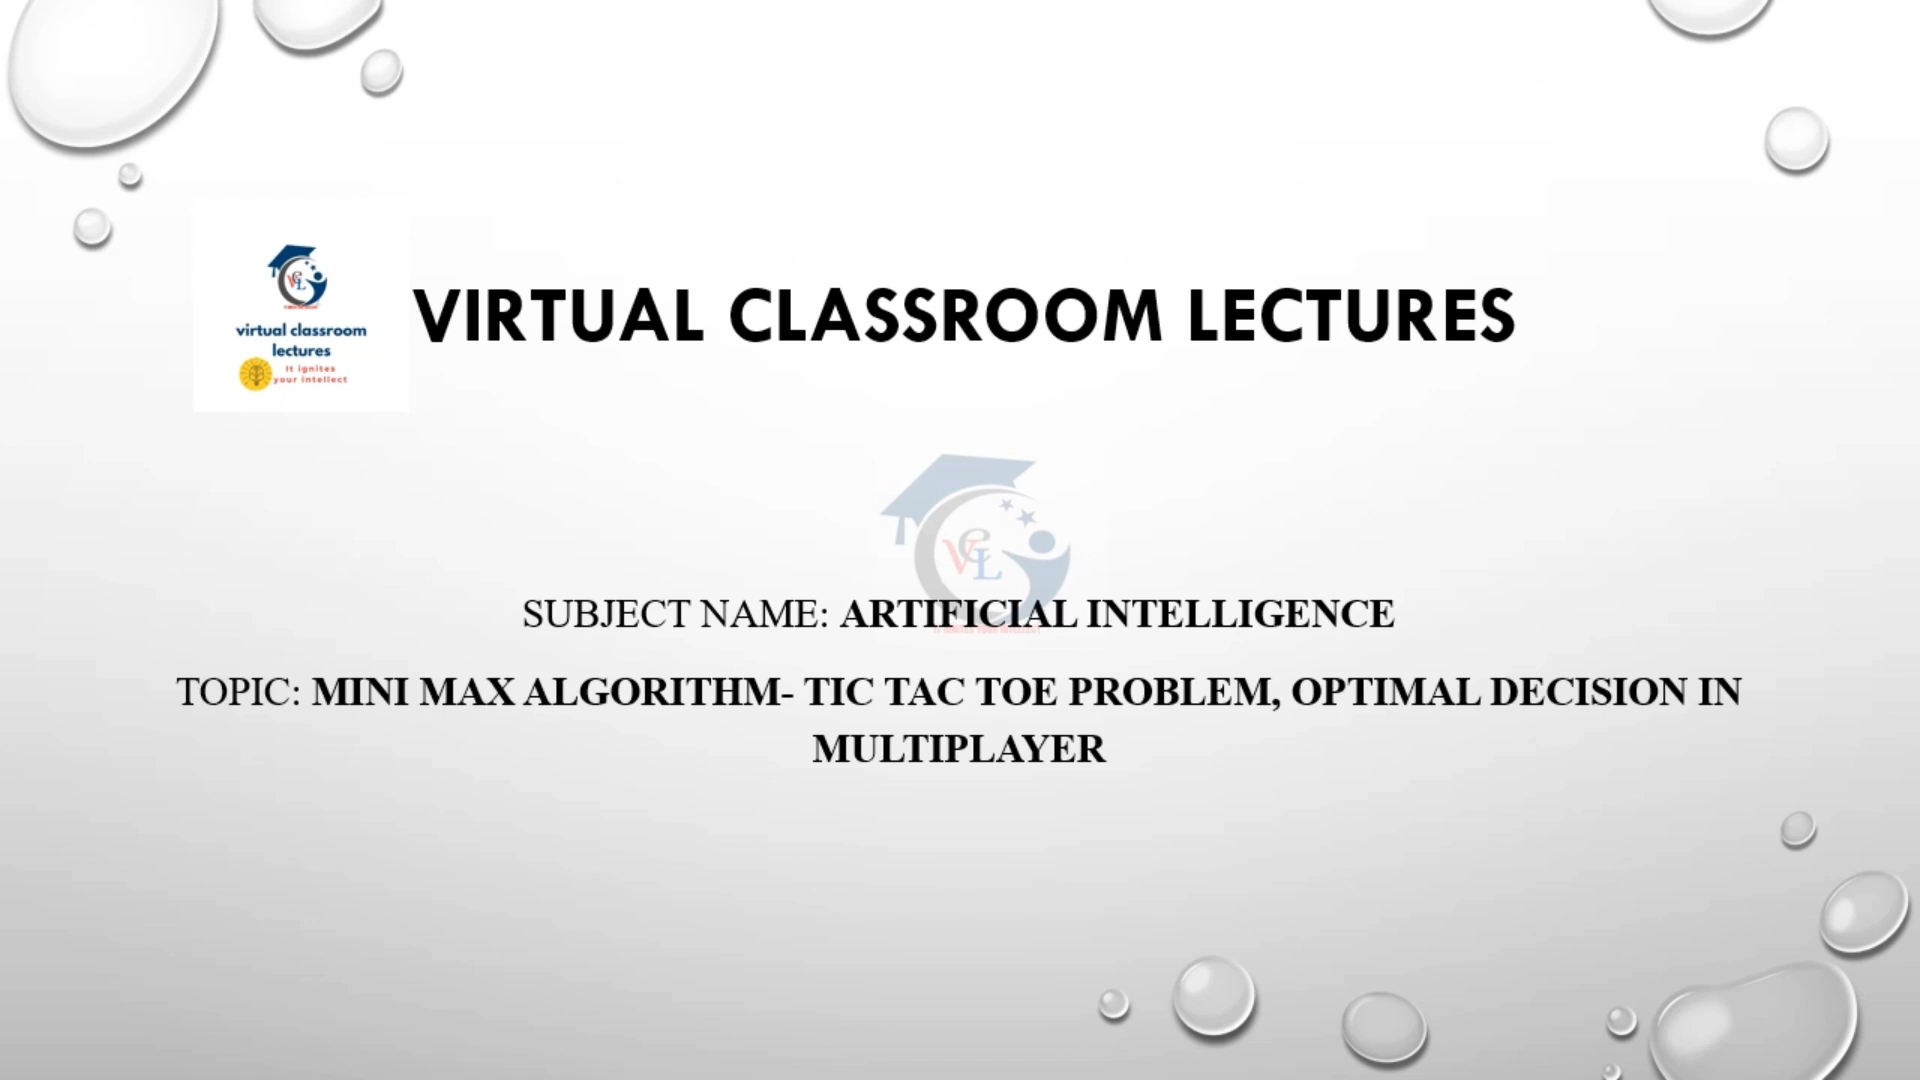 VIRTUAL CLASSROOM LECTURES
virtual classroom
lectures
It ignites
your intellect
SUBJECT NAME: ARTIFICIAL INTELLIGENCE
TOPIC: MINI MAX ALGORITHM- TIC TAC TOE PROBLEM, OPTIMAL DECISION IN
MULTIPLAYER